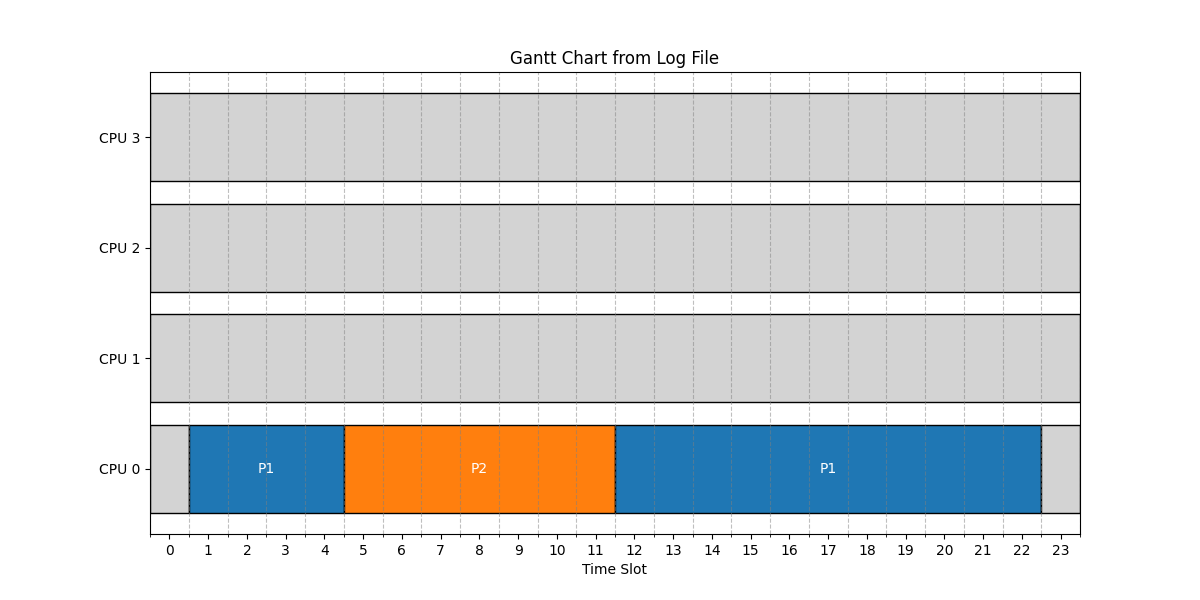 Gantt Chart from Log File
CPU 3
CPU 2
CPU 1
CPU 0
P1 P2 P1
0 1 2 3 4 5 6 7 8 9 10 11 12 13 14 15 16 17 18 19 20 21 22 23
Time Slot